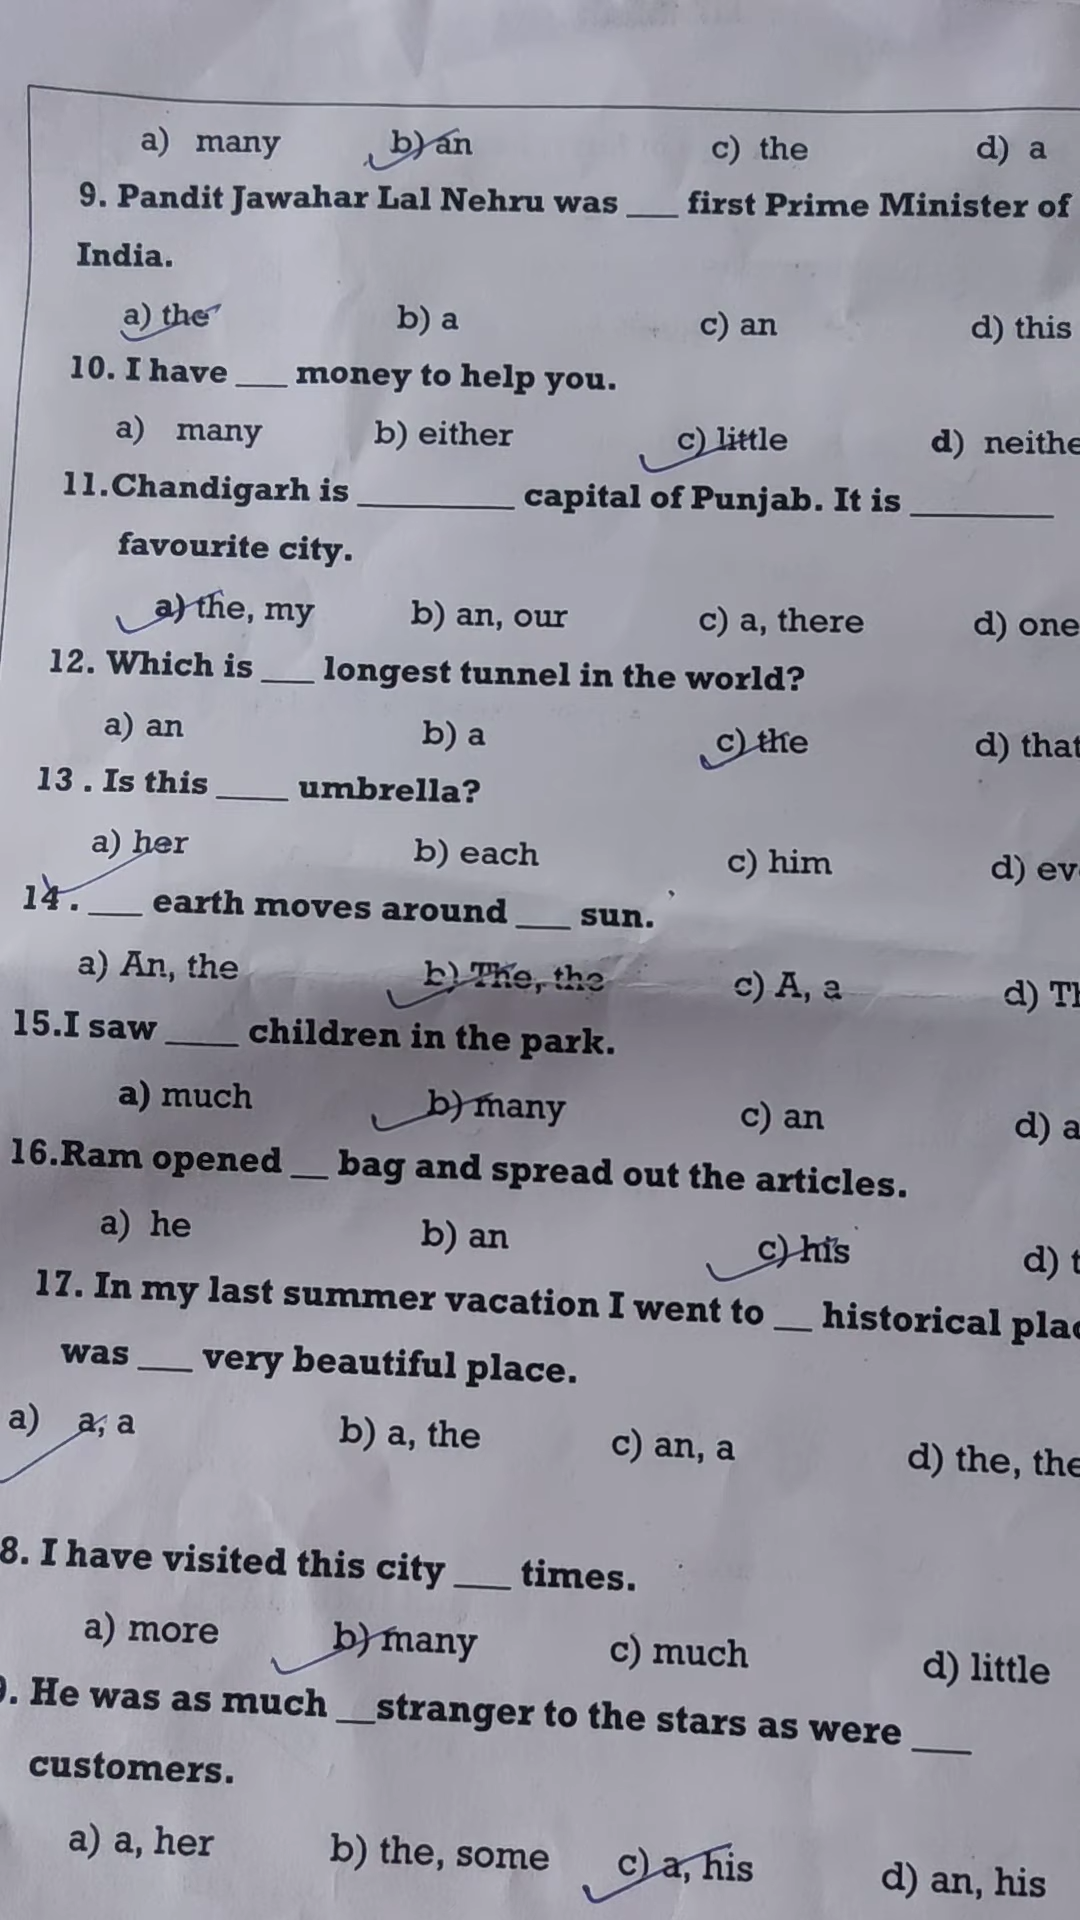 a) many b) an c) the d) a
9. Pandit Jawahar Lal Nehru was ___ first Prime Minister of
India.
a) the b) a c) an d) this
10. I have ___ money to help you.
a) many b) either c) little d) neithe
11.Chandigarh is _________ capital of Punjab. It is ________
favourite city.
a) the, my b) an, our c) a, there d) one
12. Which is ___ longest tunnel in the world?
a) an b) a c) the d) that
13 . Is this ____ umbrella?
a) her b) each c) him d) ev
14. ___ earth moves around ___ sun.
a) An, the b) The, the c) A, a d) Th
15.I saw ____ children in the park.
a) much b) many c) an d) a
16.Ram opened __ bag and spread out the articles.
a) he b) an c) his d) t
17. In my last summer vacation I went to __ historical plac
was ___ very beautiful place.
a) a, a b) a, the c) an, a d) the, the
8. I have visited this city ___ times.
a) more b) many c) much d) little
. He was as much __stranger to the stars as were ___
customers.
a) a, her b) the, some c) a, his d) an, his